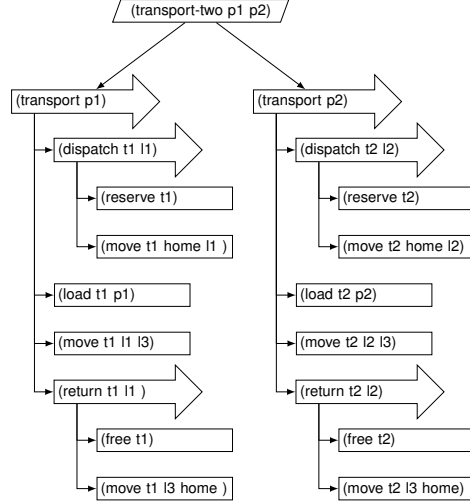 (transport-two p1 p2)
(transport p1)
(dispatch t1 l1)
(reserve t1)
(move t1 home l1 )
(load t1 p1)
(move t1 l1 l3)
(return t1 l1 )
(free t1)
(move t1 l3 home )
(transport p2)
(dispatch t2 l2)
(reserve t2)
(move t2 home l2)
(load t2 p2)
(move t2 l2 l3)
(return t2 l2)
(free t2)
(move t2 l3 home)